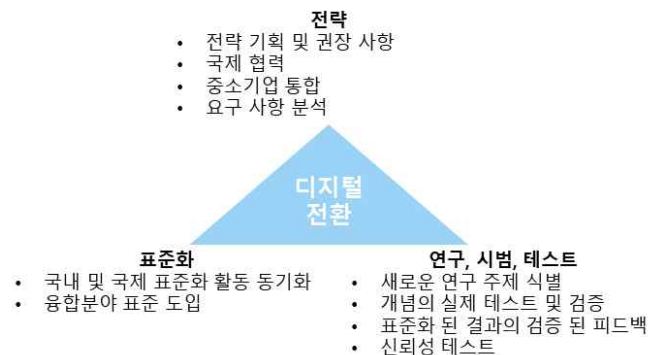 전략
• 전략 기획 및 권장 사항
• 국제 협력
• 중소기업 통합
• 요구 사항 분석
디지털
전환
표준화
• 국내 및 국제 표준화 활동 동기화
• 융합분야 표준 도입
연구, 시범, 테스트
• 새로운 연구 주제 식별
• 개념의 실제 테스트 및 검증
• 표준화 된 결과의 검증 된 피드백
• 신뢰성 테스트